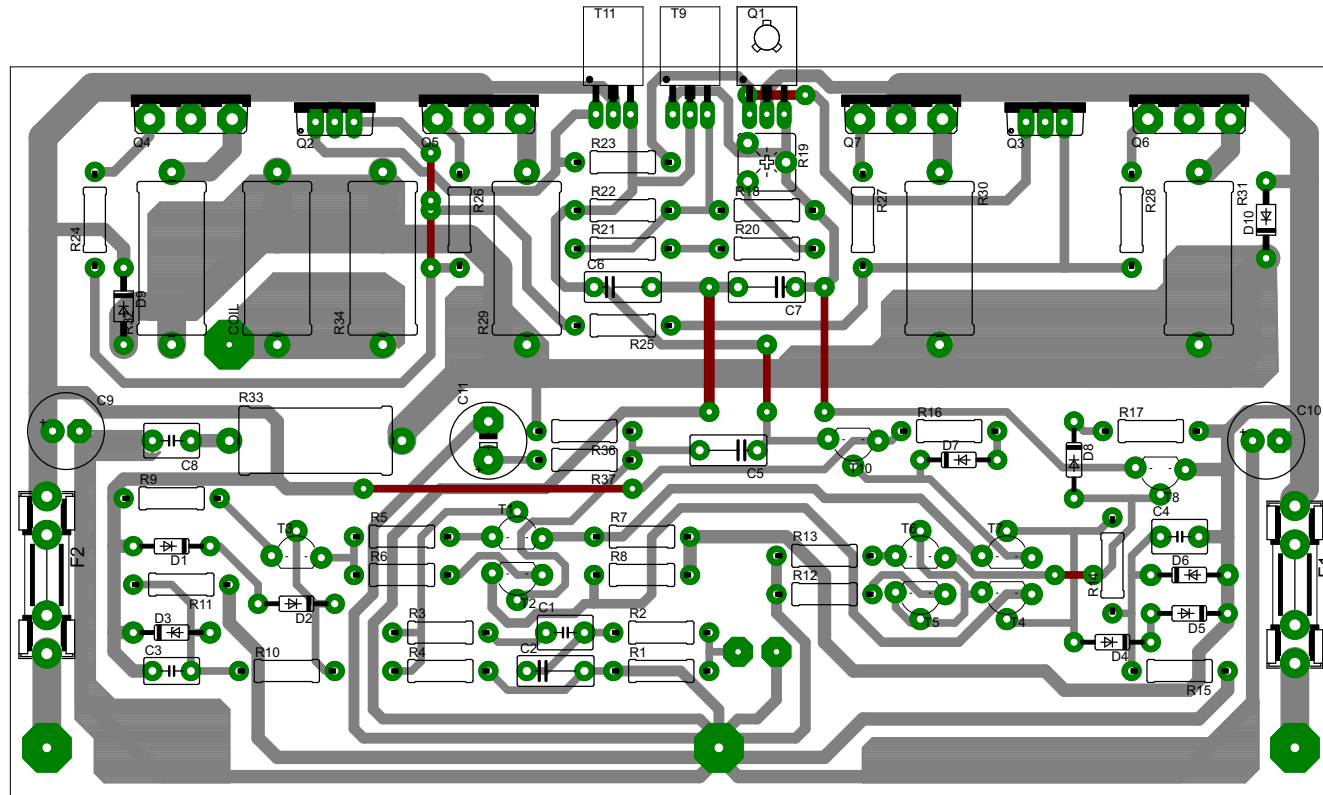 T11 T9 Q1
Q4 Q2 Q5 Q7 Q3 Q6
R23 R19
R24 R26 R22 R18 R27 R30 R28 R31 D10
R21 R20
C6 C7
D9 R32 COIL R34 R29 R25
C9 R33 C11 R16 R17 C10
+ + +
C8 R36 C5 T10 D7 D8
R9 R37 T8
T3 R5 T1 R7 T6 T7 C4
F2 D1 R6 R8 R13 D6 F1
R11 T2 R12 R14
D3 D2 R3 C1 R2 T5 T4 D5
C3 R10 R4 C2 R1 D4
R15